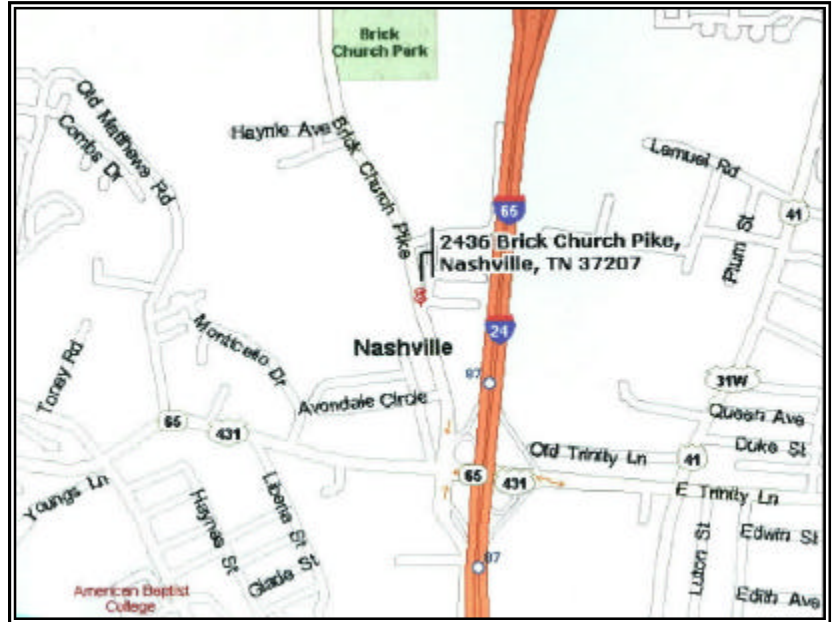 Brick
Church Park
Old Matthews Rd
Combs Dr
Haynie Ave
Brick Church Pike
Lemuel Rd
65
41
Plum St
2436 Brick Church Pike,
Nashville, TN 37207
24
Nashville
Monticello Dr
Toney Rd
87
31W
Avondale Circle
Queen Ave
65
431
Old Trinity Ln
41
Duke St
65
431
E Trinity Ln
Youngs Ln
Haynes St
Liberia St
Glade St
Luton St
Edwin St
87
American Baptist
College
Edith Ave